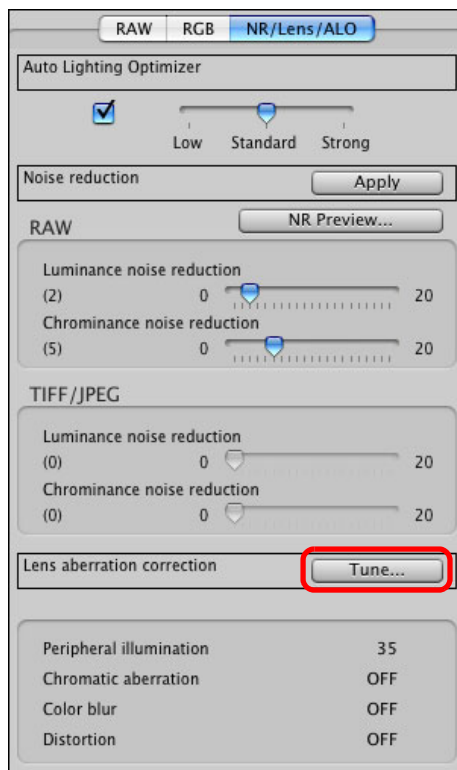 RAW RGB NR/Lens/ALO
Auto Lighting Optimizer
Low Standard Strong
Noise reduction Apply
RAW NR Preview...
Luminance noise reduction
(2) 0 20
Chrominance noise reduction
(5) 0 20
TIFF/JPEG
Luminance noise reduction
(0) 0 20
Chrominance noise reduction
(0) 0 20
Lens aberration correction Tune...
Peripheral illumination 35
Chromatic aberration OFF
Color blur OFF
Distortion OFF